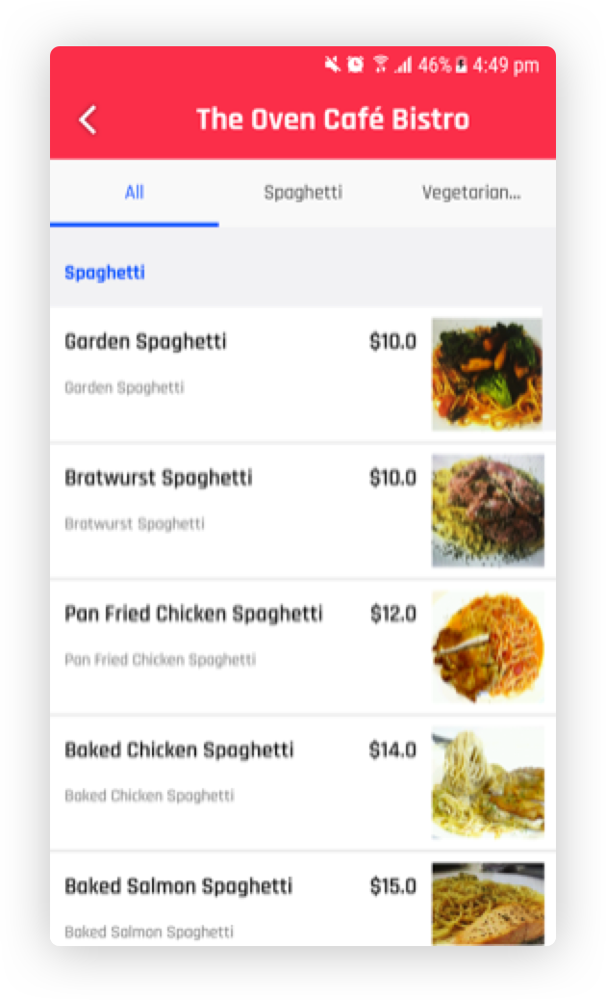 46% 4:49 pm
The Oven Café Bistro
All Spaghetti Vegetarian...
Spaghetti
Garden Spaghetti $10.0
Garden Spaghetti
Bratwurst Spaghetti $10.0
Bratwurst Spaghetti
Pan Fried Chicken Spaghetti $12.0
Pan Fried Chicken Spaghetti
Baked Chicken Spaghetti $14.0
Baked Chicken Spaghetti
Baked Salmon Spaghetti $15.0
Baked Salmon Spaghetti